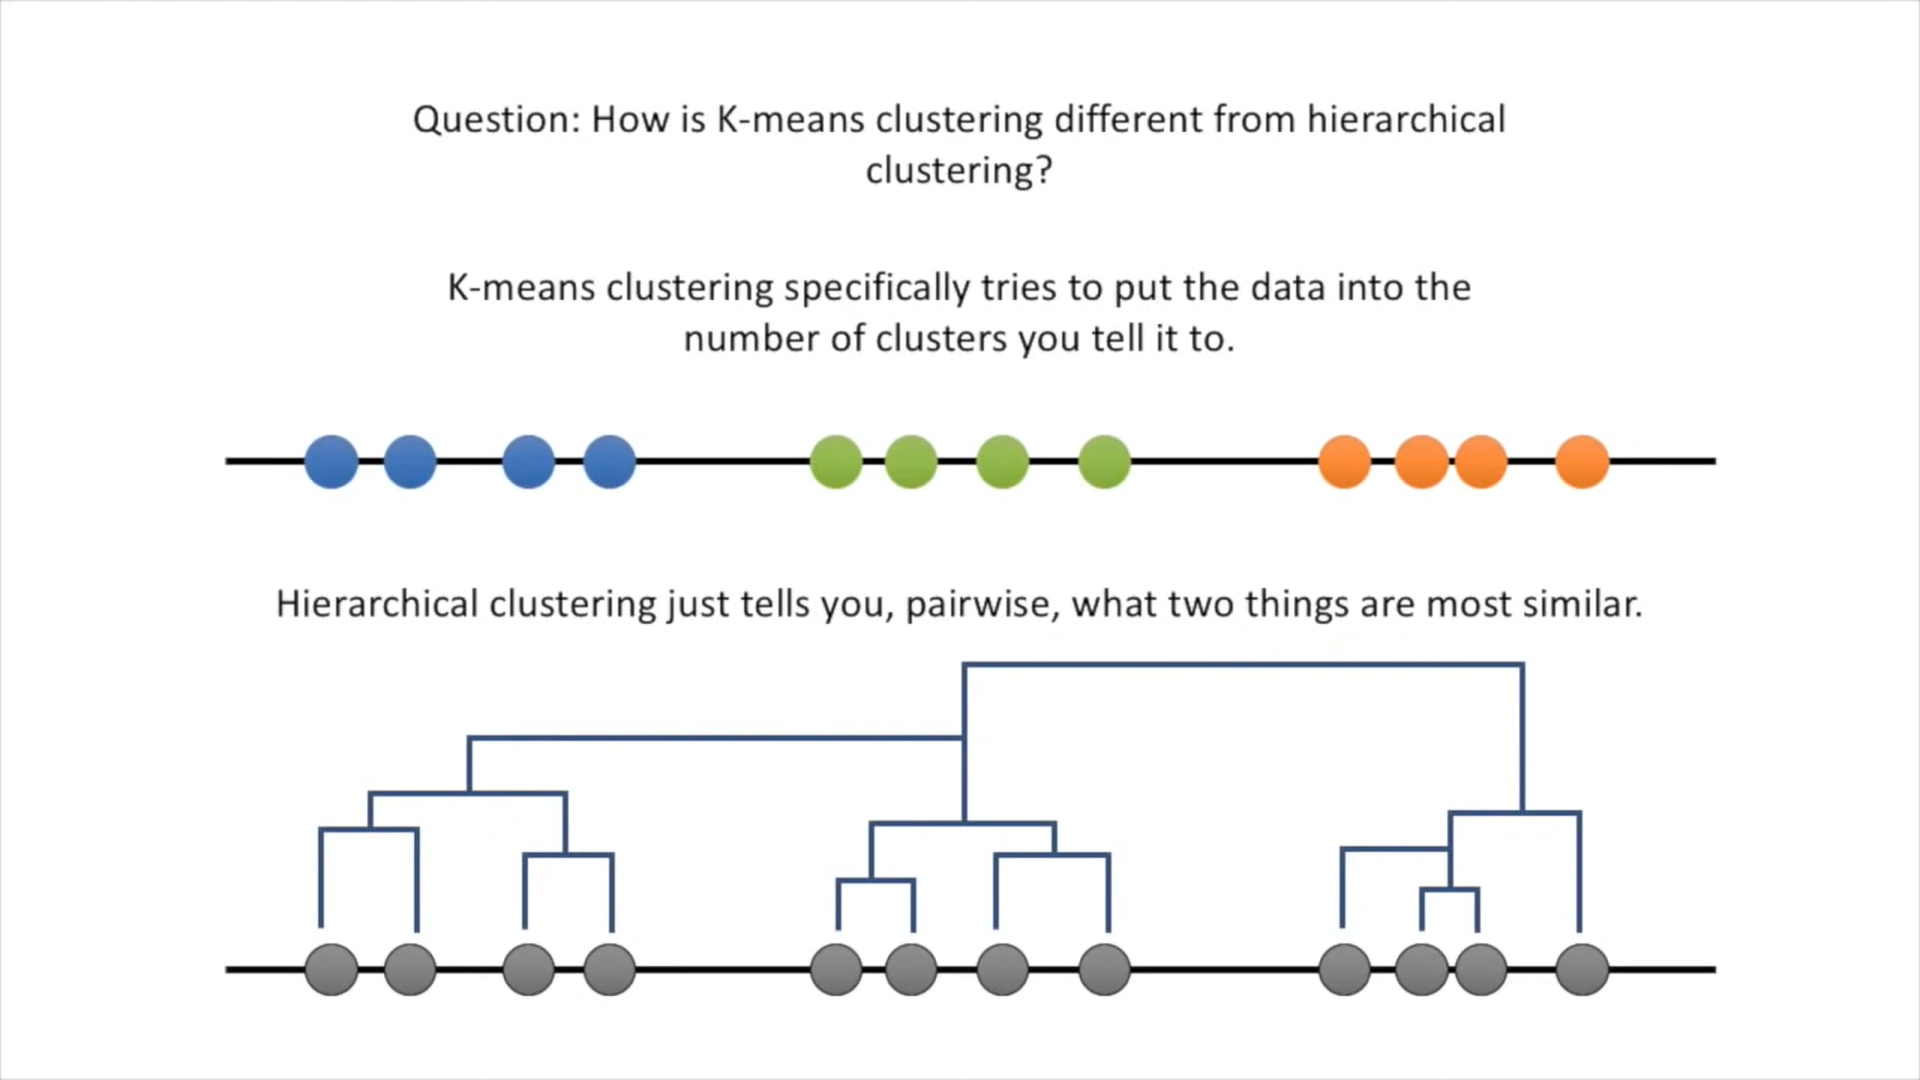 Question: How is K-means clustering different from hierarchical
clustering?
K-means clustering specifically tries to put the data into the
number of clusters you tell it to.
Hierarchical clustering just tells you, pairwise, what two things are most similar.